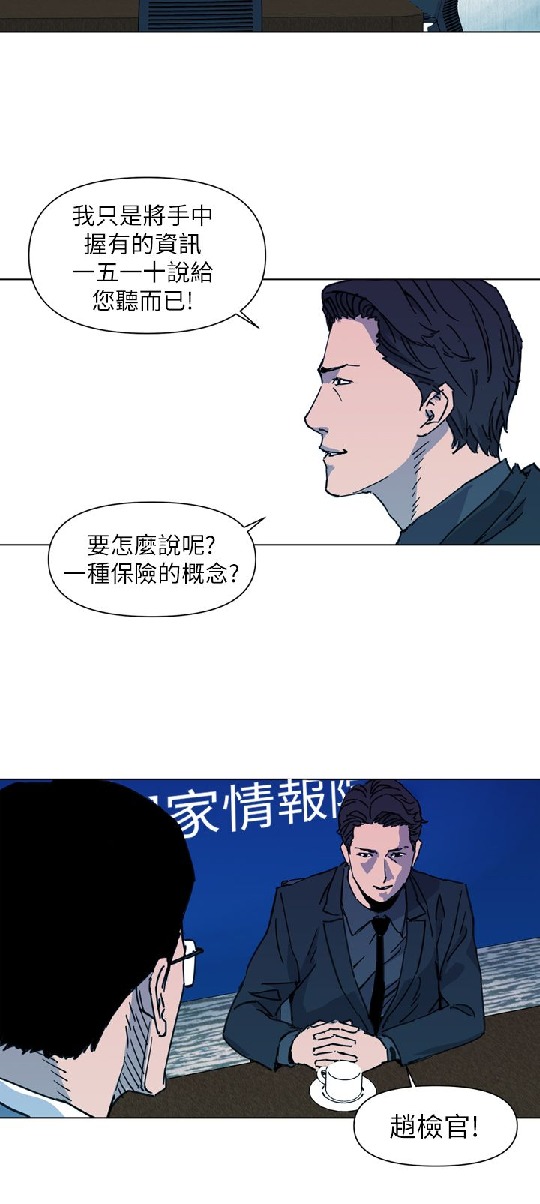 我只是將手中
握有的資訊
一五一十說給
您聽而已!
要怎麼說呢?
一種保險的概念?
家情報院
趙檢官!